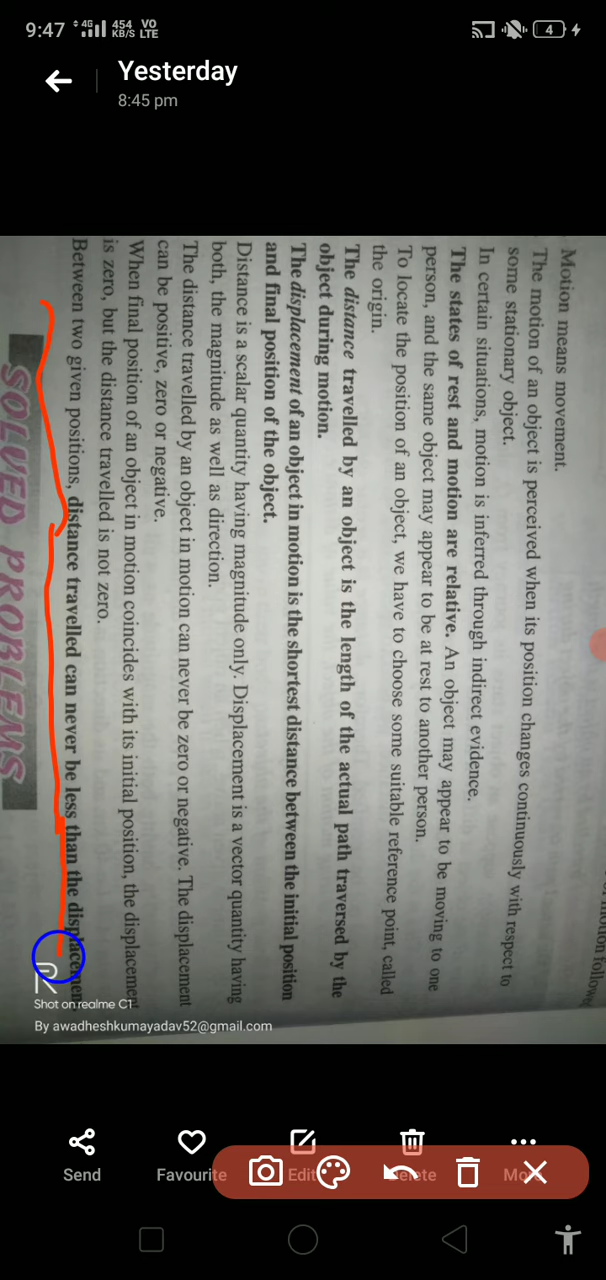 9:47 4G 454 KB/S VO LTE 4
Yesterday
8:45 pm
motion followed
Motion means movement.
The motion of an object is perceived when its position changes continuously with respect to
some stationary object.
In certain situations, motion is inferred through indirect evidence.
The states of rest and motion are relative. An object may appear to be moving to one
person, and the same object may appear to be at rest to another person.
To locate the position of an object, we have to choose some suitable reference point, called
the origin.
The distance travelled by an object is the length of the actual path traversed by the
object during motion.
The displacement of an object in motion is the shortest distance between the initial position
and final position of the object.
Distance is a scalar quantity having magnitude only. Displacement is a vector quantity having
both, the magnitude as well as direction.
The distance travelled by an object in motion can never be zero or negative. The displacement
can be positive, zero or negative.
When final position of an object in motion coincides with its initial position, the displacement
is zero, but the distance travelled is not zero.
Between two given positions, distance travelled can never be less than the displacement
SOLVED PROBLEMS
R
Shot on realme C1
By awadheshkumayadav52@gmail.com
Send Favourite Edit Delete More